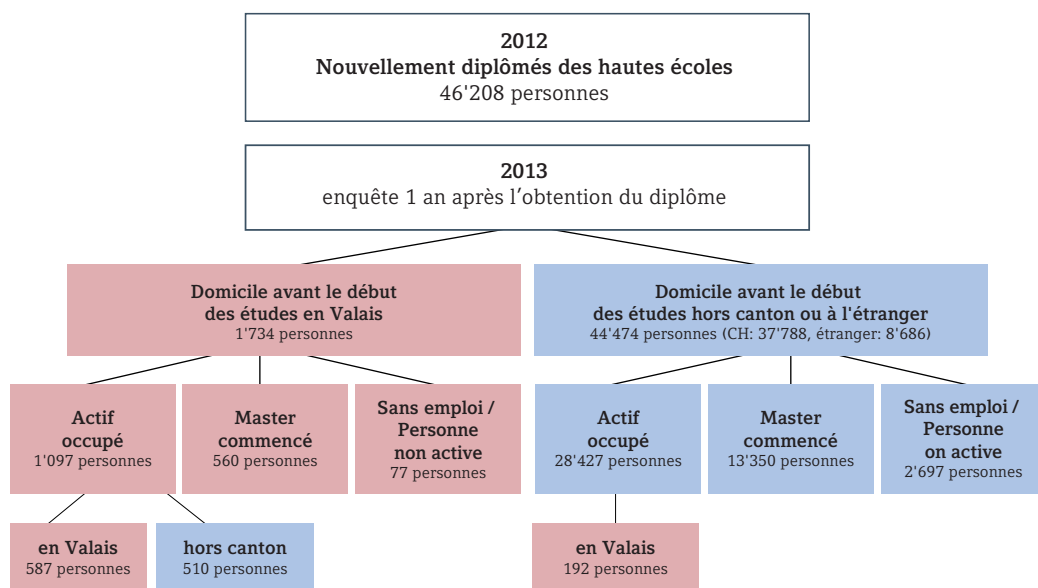 2012
Nouvellement diplômés des hautes écoles
46'208 personnes
2013
enquête 1 an après l'obtention du diplôme
Domicile avant le début
des études en Valais
1'734 personnes
Domicile avant le début
des études hors canton ou à l'étranger
44'474 personnes (CH: 37'788, étranger: 8'686)
Actif
occupé
1'097 personnes
Master
commencé
560 personnes
Sans emploi /
Personne
non active
77 personnes
Actif
occupé
28'427 personnes
Master
commencé
13'350 personnes
Sans emploi /
Personne
on active
2'697 personnes
en Valais
587 personnes
hors canton
510 personnes
en Valais
192 personnes